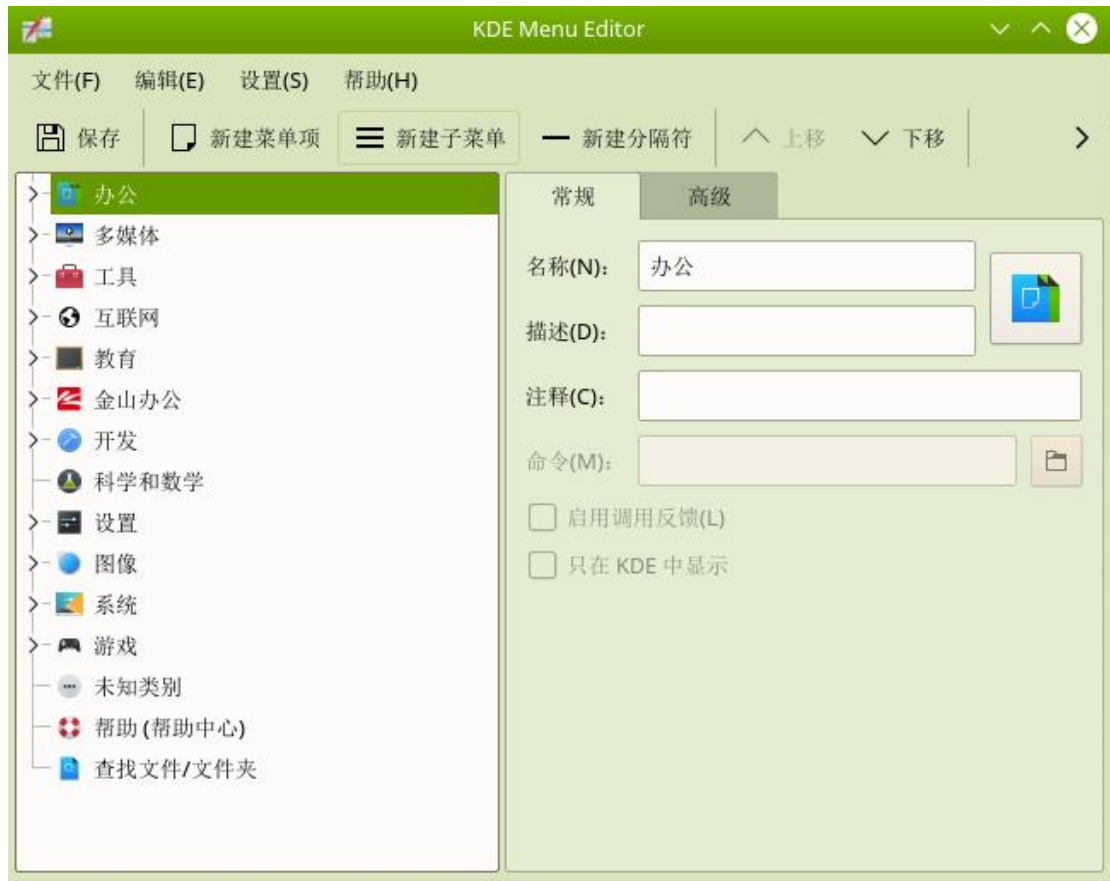 KDE Menu Editor
文件(F) 编辑(E) 设置(S) 帮助(H)
保存 新建菜单项 新建子菜单 新建分隔符 上移 下移
办公
多媒体
工具
互联网
教育
金山办公
开发
科学和数学
设置
图像
系统
游戏
未知类别
帮助 (帮助中心)
查找文件/文件夹
常规 高级
名称(N): 办公
描述(D):
注释(C):
命令(M):
启用调用反馈(L)
只在 KDE 中显示